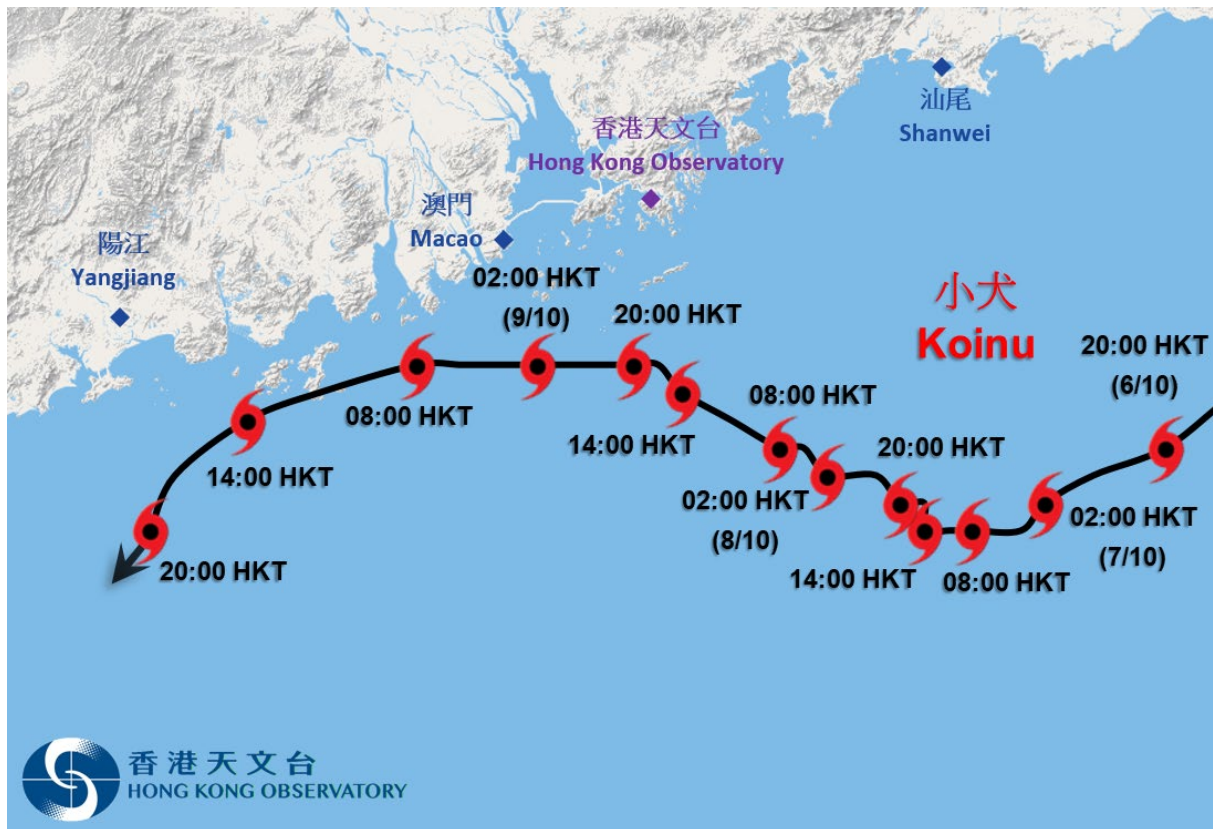 汕尾
Shanwei
香港天文台
Hong Kong Observatory
澳門
Macao
陽江
Yangjiang
小犬
Koinu
20:00 HKT
(6/10)
02:00 HKT
(7/10)
08:00 HKT
14:00 HKT
20:00 HKT
02:00 HKT
(8/10)
08:00 HKT
14:00 HKT
20:00 HKT
02:00 HKT
(9/10)
08:00 HKT
14:00 HKT
20:00 HKT
香港天文台
HONG KONG OBSERVATORY